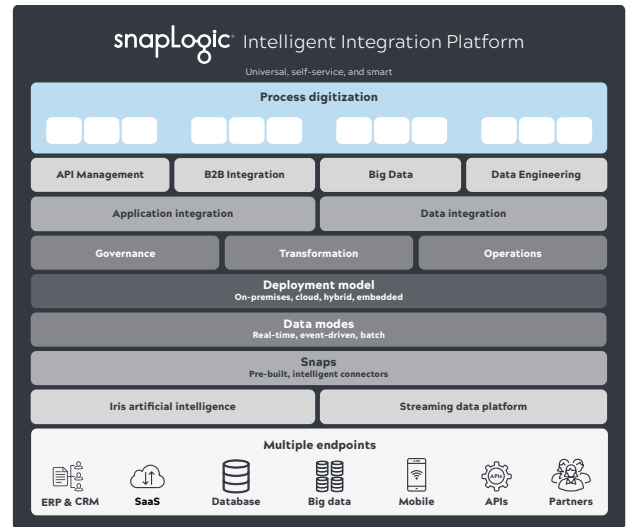 snapLogic Intelligent Integration Platform
Universal, self-service, and smart
Process digitization
API Management
B2B Integration
Big Data
Data Engineering
Application integration
Data integration
Governance
Transformation
Operations
Deployment model
On-premises, cloud, hybrid, embedded
Data modes
Real-time, event-driven, batch
Snaps
Pre-built, intelligent connectors
Iris artificial intelligence
Streaming data platform
Multiple endpoints
APIs
ERP & CRM
SaaS
Database
Big data
Mobile
APIs
Partners